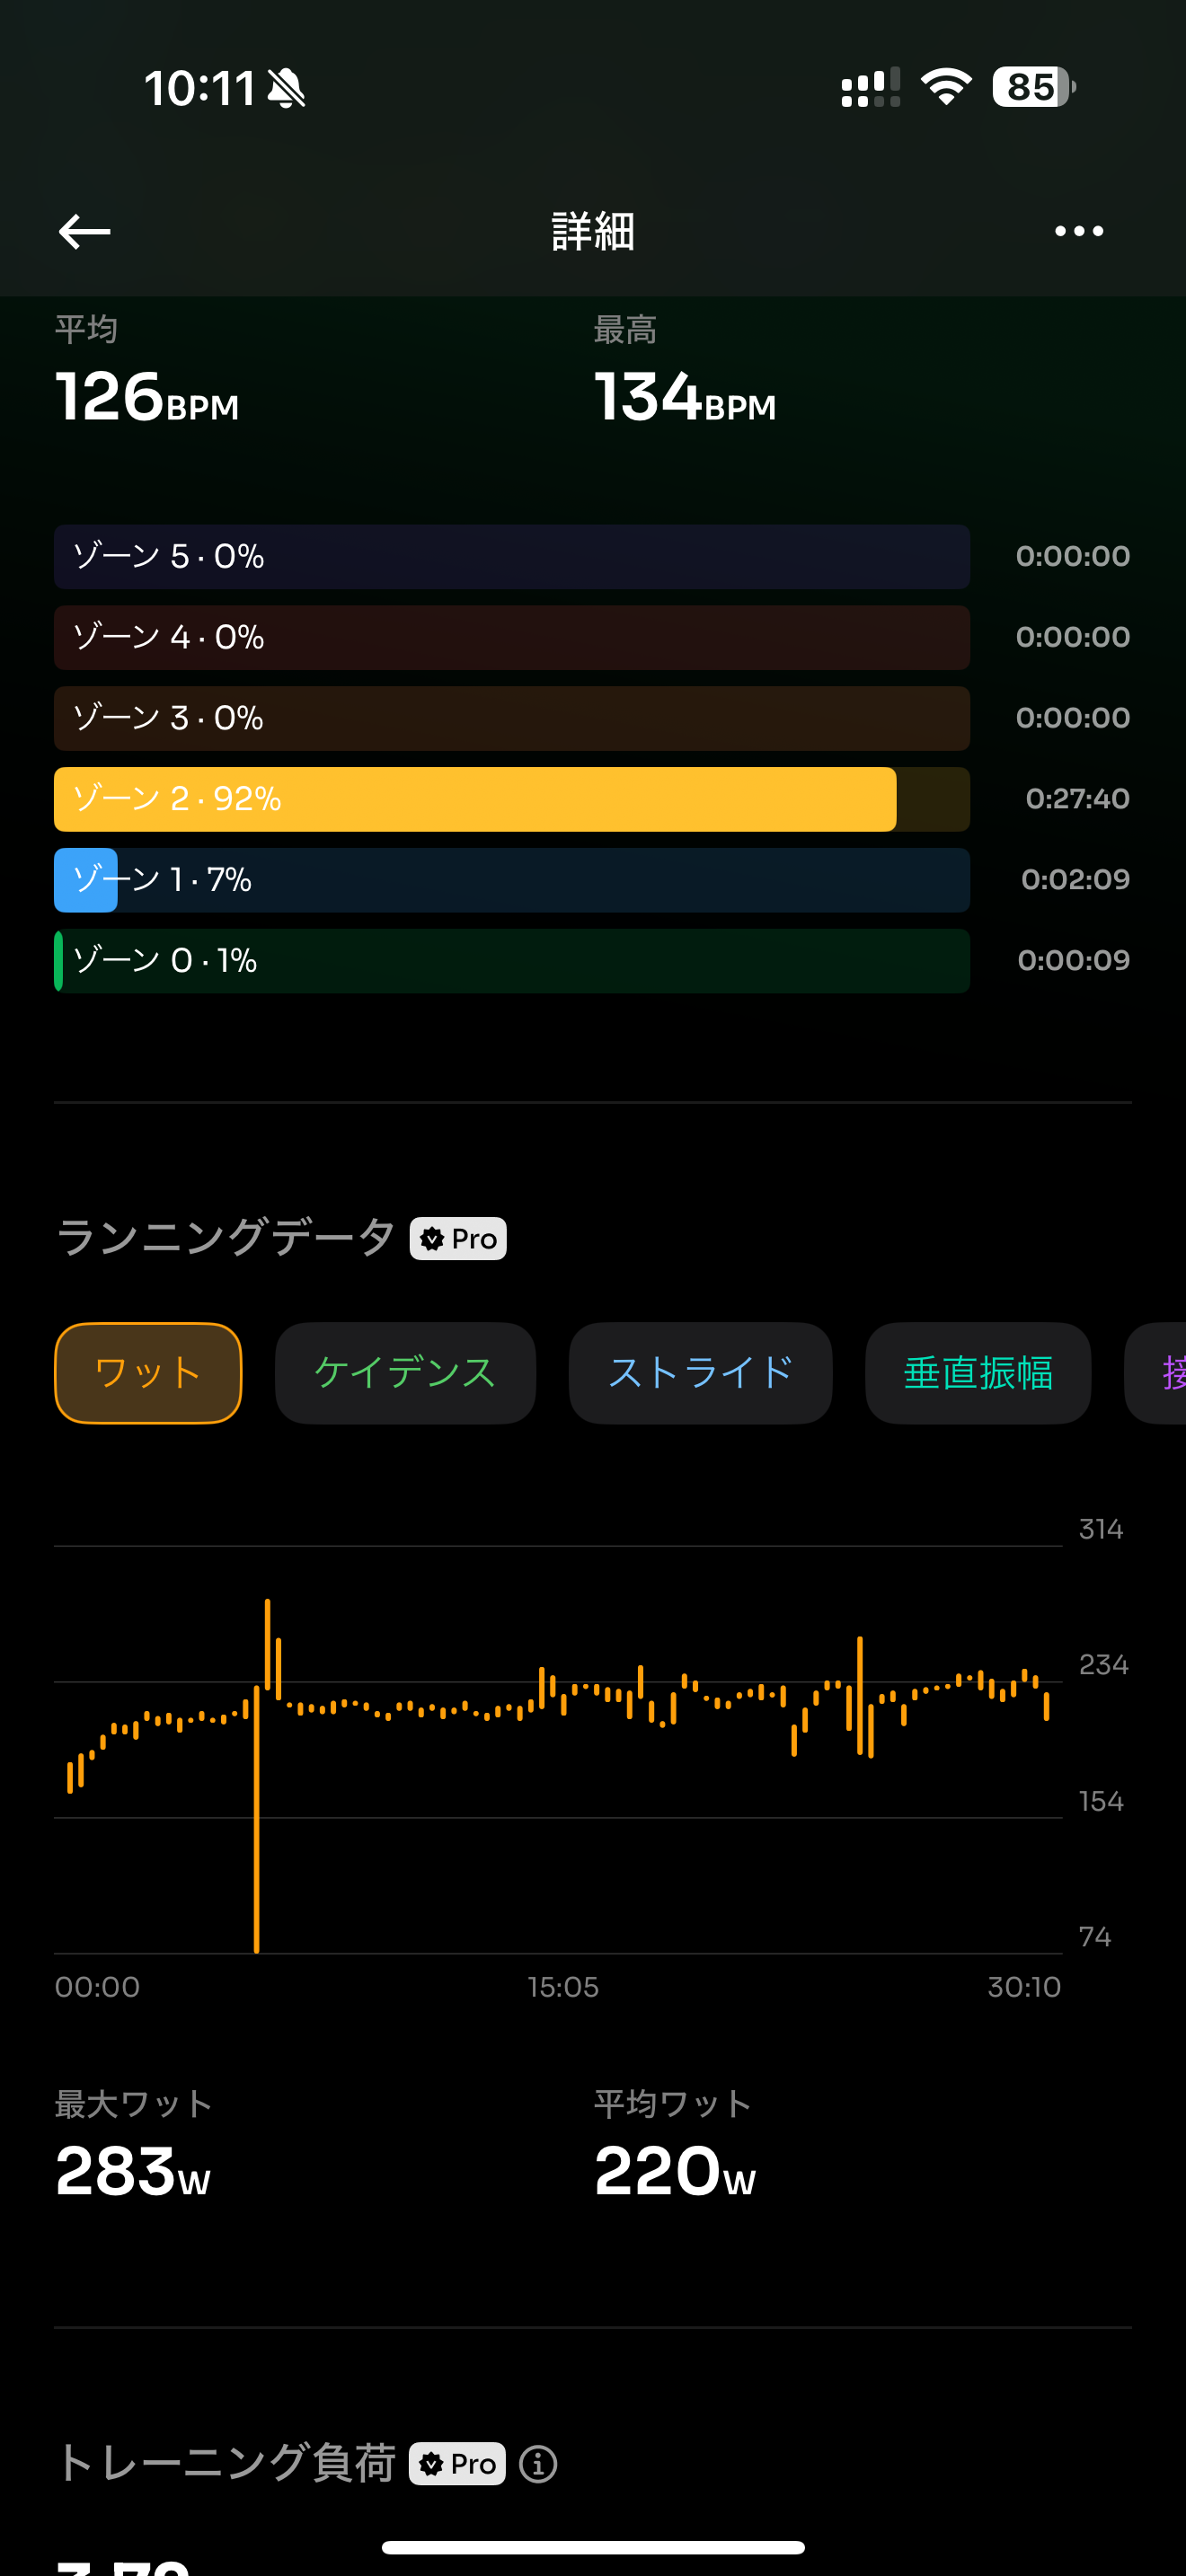 10:11
85
詳細
平均 最高
126BPM 134BPM
ゾーン 5 · 0% 0:00:00
ゾーン 4 · 0% 0:00:00
ゾーン 3 · 0% 0:00:00
ゾーン 2 · 92% 0:27:40
ゾーン 1 · 7% 0:02:09
ゾーン 0 · 1% 0:00:09
ランニングデータ Pro
ワット ケイデンス ストライド 垂直振幅 接
314
234
154
74
00:00 15:05 30:10
最大ワット 平均ワット
283W 220W
トレーニング負荷 Pro